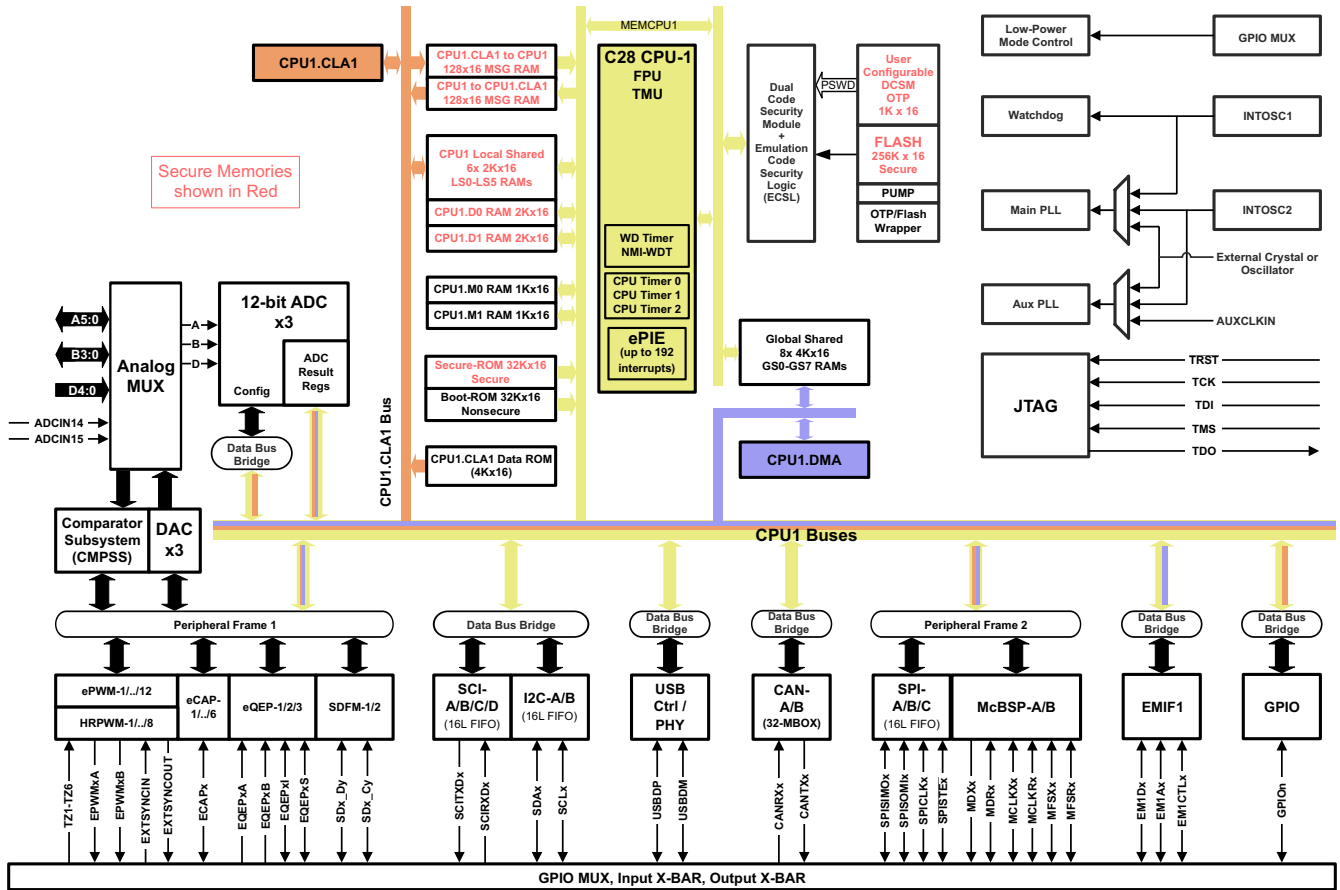 MEMCPU1
CPU1.CLA1
CPU1.CLA1 to CPU1
128x16 MSG RAM
CPU1 to CPU1.CLA1
128x16 MSG RAM
CPU1 Local Shared
6x 2Kx16
LS0-LS5 RAMs
CPU1.D0 RAM 2Kx16
CPU1.D1 RAM 2Kx16
CPU1.M0 RAM 1Kx16
CPU1.M1 RAM 1Kx16
Secure-ROM 32Kx16
Secure
Boot-ROM 32Kx16
Nonsecure
CPU1.CLA1 Data ROM
(4Kx16)
CPU1.CLA1 Bus
Secure Memories
shown in Red
C28 CPU-1
FPU
TMU
WD Timer
NMI-WDT
CPU Timer 0
CPU Timer 1
CPU Timer 2
ePIE
(up to 192
interrupts)
Dual
Code
Security
Module
+
Emulation
Code
Security
Logic
(ECSL)
PSWD
User
Configurable
DCSM
OTP
1K x 16
FLASH
256K x 16
Secure
PUMP
OTP/Flash
Wrapper
Global Shared
8x 4Kx16
GS0-GS7 RAMs
CPU1.DMA
Low-Power
Mode Control
GPIO MUX
Watchdog
INTOSC1
Main PLL
INTOSC2
External Crystal or
Oscillator
Aux PLL
AUXCLKIN
JTAG
TRST
TCK
TDI
TMS
TDO
A5:0
B3:0
D4:0
ADCIN14
ADCIN15
Analog
MUX
A
B
D
12-bit ADC
x3
Config
ADC
Result
Regs
Data Bus
Bridge
Comparator
Subsystem
(CMPSS)
DAC
x3
CPU1 Buses
Peripheral Frame 1
Data Bus Bridge
Data Bus
Bridge
Data Bus
Bridge
Peripheral Frame 2
Data Bus
Bridge
Data Bus
Bridge
ePWM-1/../12
HRPWM-1/../8
eCAP-
1/../6
eQEP-1/2/3
SDFM-1/2
SCI-
A/B/C/D
(16L FIFO)
I2C-A/B
(16L FIFO)
USB
Ctrl /
PHY
CAN-
A/B
(32-MBOX)
SPI-
A/B/C
(16L FIFO)
McBSP-A/B
EMIF1
GPIO
TZ1-TZ6
EPWMxA
EPWMxB
EXTSYNCIN
EXTSYNCOUT
ECAPx
EQEPxA
EQEPxB
EQEPxI
EQEPxS
SDx_Dy
SDx_Cy
SCITXDx
SCIRXDx
SDAx
SCLx
USBDP
USBDM
CANRXx
CANTXx
SPISIMOx
SPISOMIx
SPICLKx
SPISTEx
MDXx
MDRx
MCLKXx
MCLKRx
MFSXx
MFSRx
EM1Dx
EM1Ax
EM1CTLx
GPIOn
GPIO MUX, Input X-BAR, Output X-BAR